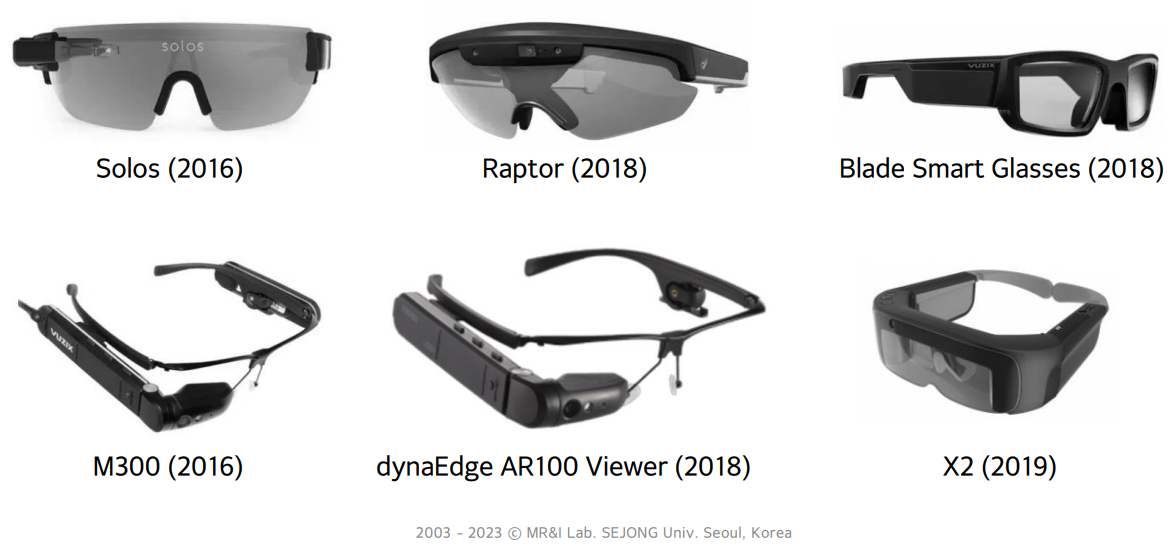 solos
VUZIX
Solos (2016)
Raptor (2018)
Blade Smart Glasses (2018)
VUZIX
M300 (2016)
dynaEdge AR100 Viewer (2018)
X2 (2019)
2003 - 2023 © MR&I Lab. SEJONG Univ. Seoul, Korea